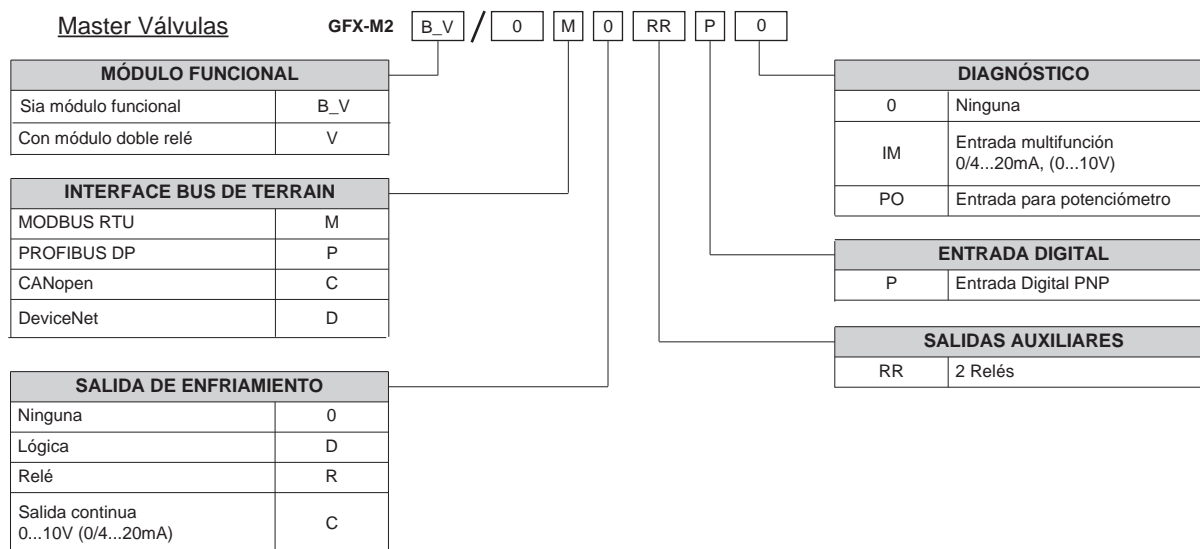 Master Válvulas
GFX-M2 B_V / 0 M 0 RR P 0
MÓDULO FUNCIONAL
Sia módulo funcional B_V
Con módulo doble relé V
INTERFACE BUS DE TERRAIN
MODBUS RTU M
PROFIBUS DP P
CANopen C
DeviceNet D
SALIDA DE ENFRIAMIENTO
Ninguna 0
Lógica D
Relé R
Salida continua
0...10V (0/4...20mA) C
DIAGNÓSTICO
0 Ninguna
IM Entrada multifunción
0/4...20mA, (0...10V)
PO Entrada para potenciómetro
ENTRADA DIGITAL
P Entrada Digital PNP
SALIDAS AUXILIARES
RR 2 Relés